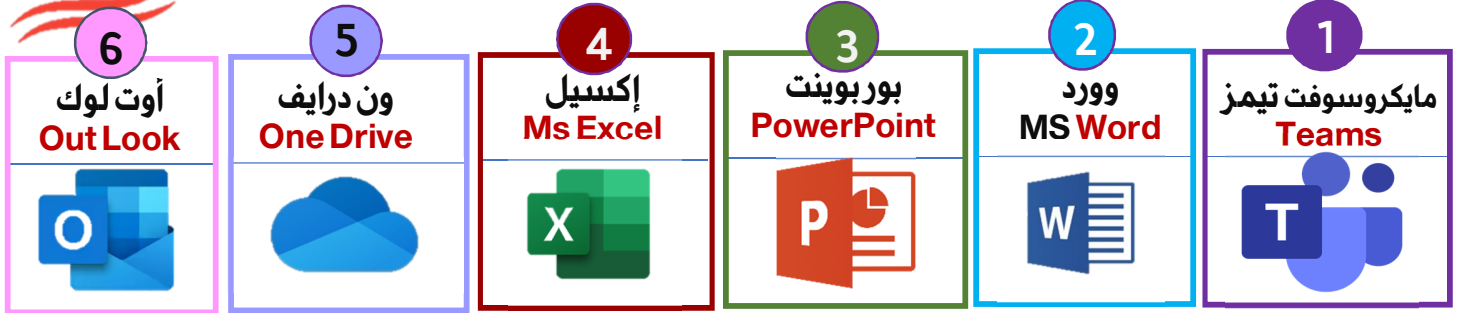 1
مايكروسوفت تيمز
Teams
T
2
وورد
MS Word
W
3
بوربوينت
PowerPoint
P
4
إكسيل
Ms Excel
X
5
ون درايف
One Drive
6
أوت لوك
Out Look
O